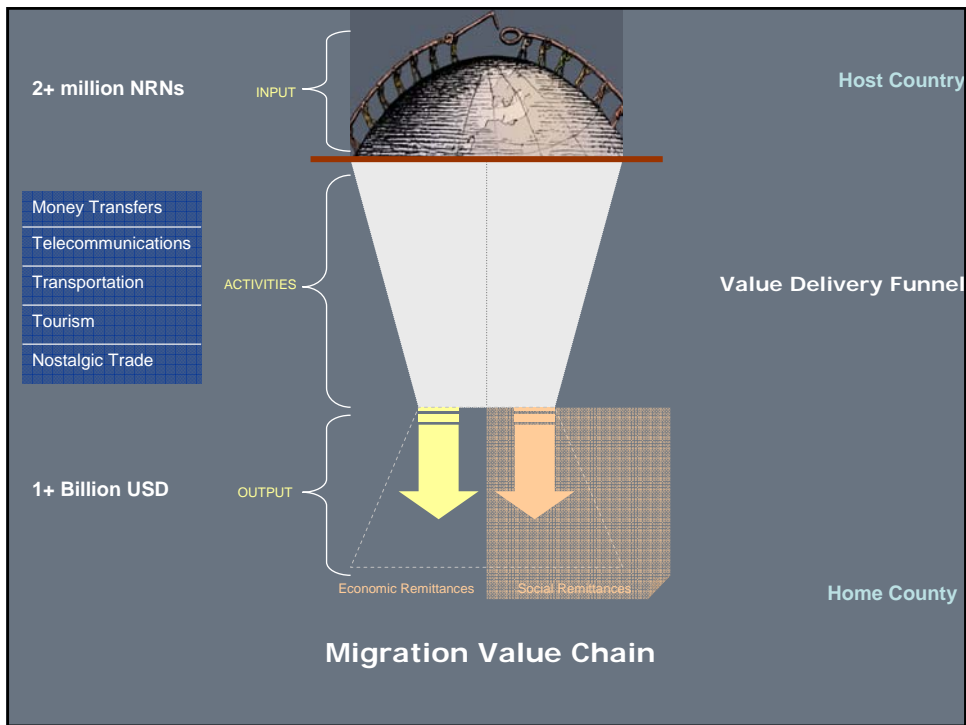 2+ million NRNs
INPUT
Host Country
Money Transfers
Telecommunications
Transportation
Tourism
Nostalgic Trade
ACTIVITIES
Value Delivery Funnel
1+ Billion USD
OUTPUT
Economic Remittances
Social Remittances
Home County
Migration Value Chain